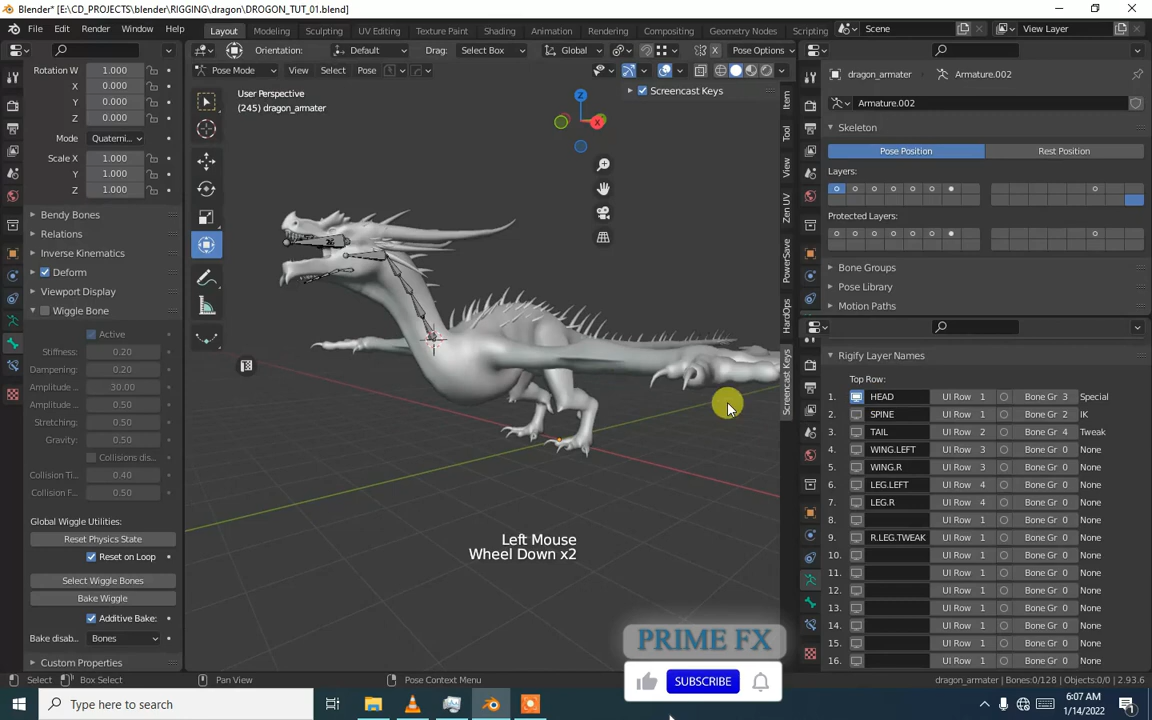 Blender* [E:\CD_PROJECTS\blender\RIGGING\dragon\DROGON_TUT_01.blend]
File Edit Render Window Help Layout Modeling Sculpting UV Editing Texture Paint Shading Animation Rendering Compositing Geometry Nodes Scripting Scene View Layer
Orientation: Default Drag: Select Box Global Pose Options
Pose Mode View Select Pose
Rotation W 1.000
X 0.000
Y 0.000
Z 0.000
Mode Quaterni...
Scale X 1.000
Y 1.000
Z 1.000
Bendy Bones
Relations
Inverse Kinematics
Deform
Viewport Display
Wiggle Bone
Active
Stiffness: 0.20
Dampening: 0.20
Amplitude .. 30.00
Amplitude .. 0.50
Stretching: 0.50
Gravity: 0.50
Collisions dis...
Collision Ti... 0.40
Collision F... 0.50
Global Wiggle Utilities:
Reset Physics State
Reset on Loop
Select Wiggle Bones
Bake Wiggle
Additive Bake:
Bake disab... Bones
Custom Properties
User Perspective
(245) dragon_armater
Screencast Keys
Z
X
Item
Tool
View
Zen UV
PowerSave
HardOps
Screencast Keys
Left Mouse
Wheel Down x2
PRIME FX
SUBSCRIBE
dragon_armater Armature.002
Armature.002
Skeleton
Pose Position Rest Position
Layers:
Protected Layers:
Bone Groups
Pose Library
Motion Paths
Rigify Layer Names
Top Row:
1. HEAD UI Row 1 Bone Gr 3 Special
2. SPINE UI Row 1 Bone Gr 2 IK
3. TAIL UI Row 2 Bone Gr 4 Tweak
4. WING.LEFT UI Row 3 Bone Gr 0 None
5. WING.R UI Row 3 Bone Gr 0 None
6. LEG.LEFT UI Row 4 Bone Gr 0 None
7. LEG.R UI Row 4 Bone Gr 0 None
8. UI Row 1 Bone Gr 0 None
9. R.LEG.TWEAK UI Row 1 Bone Gr 0 None
10. UI Row 1 Bone Gr 0 None
11. UI Row 1 Bone Gr 0 None
12. UI Row 1 Bone Gr 0 None
13. UI Row 1 Bone Gr 0 None
14. UI Row 1 Bone Gr 0 None
15. UI Row 1 Bone Gr 0 None
16. UI Row 1 Bone Gr 0 None
Select Box Select Pan View Pose Context Menu dragon_armater | Bones:0/128 | Objects:0/0 | 2.93.6
Type here to search
6:07 AM
1/14/2022
1